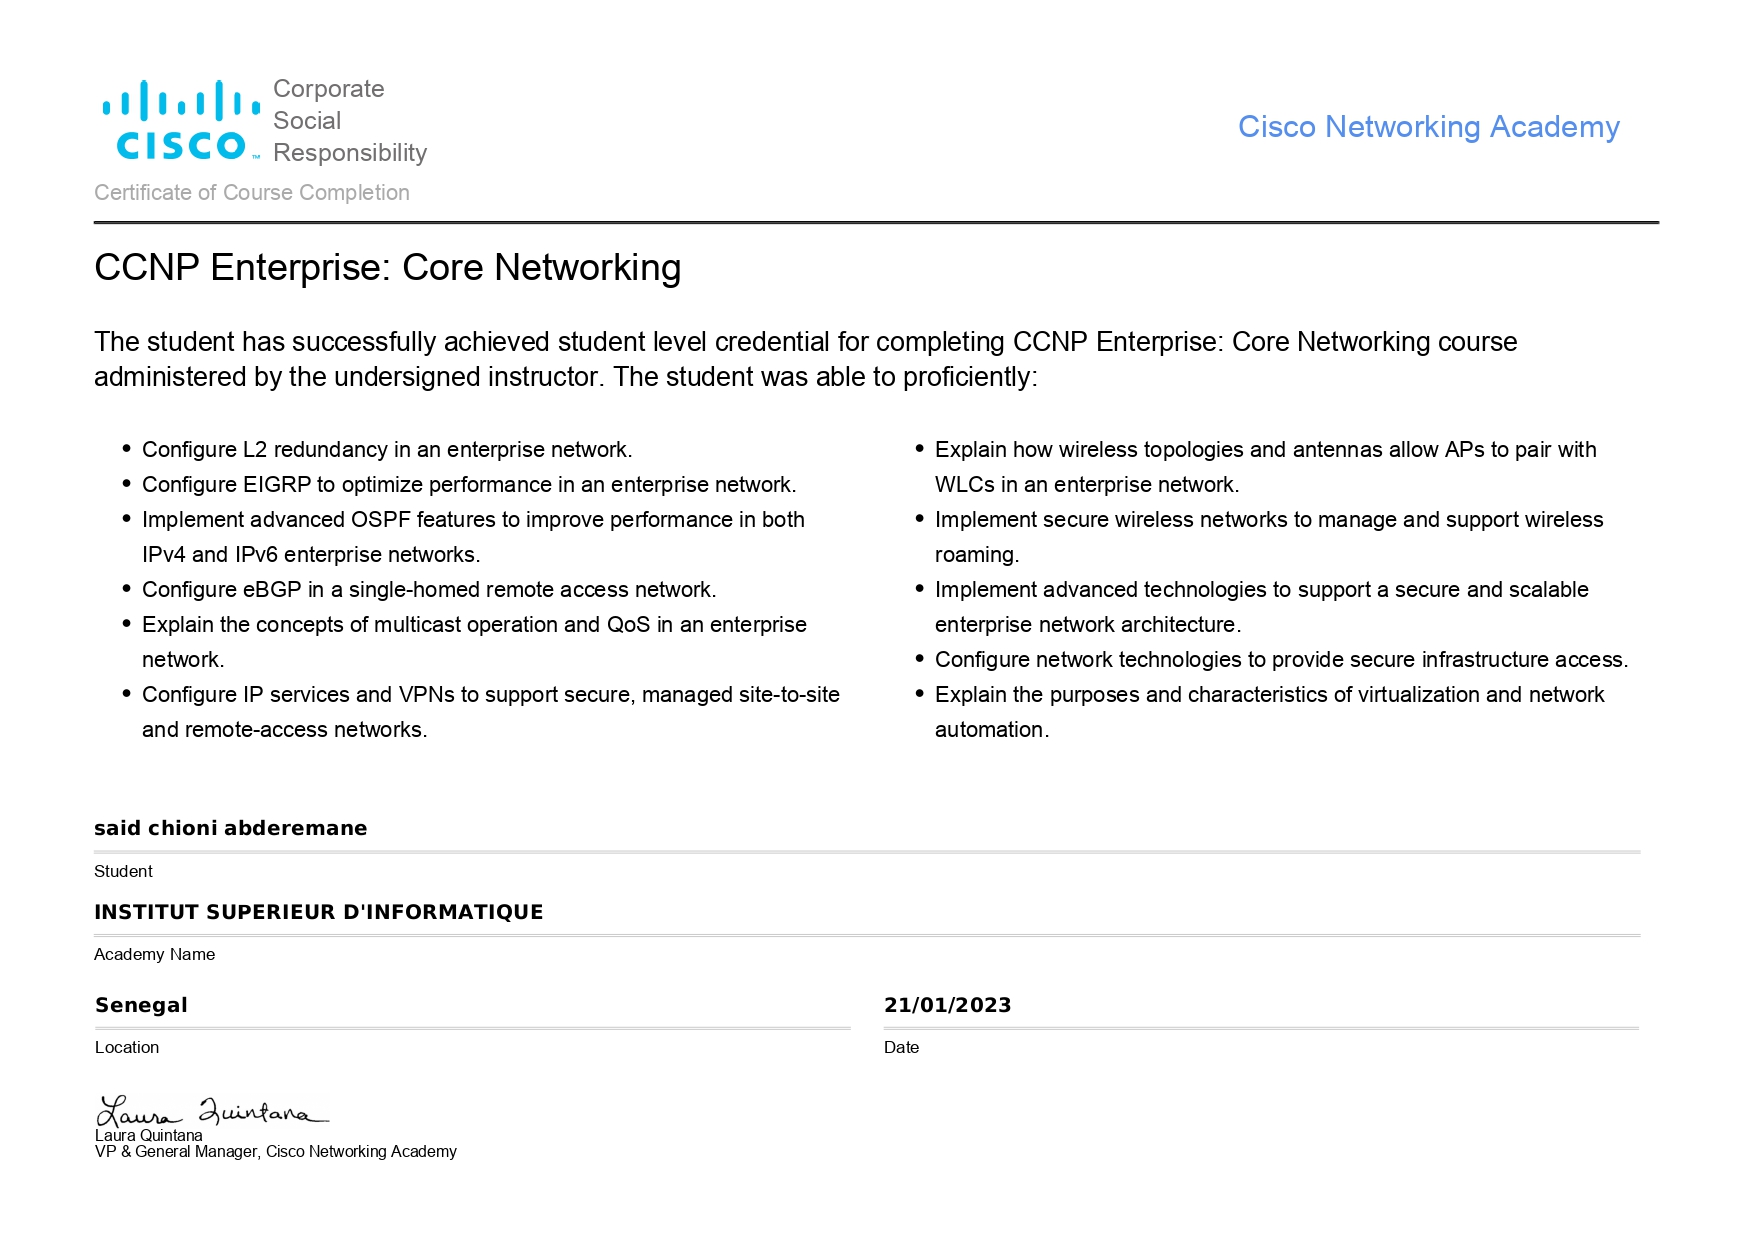 Corporate
Social
Responsibility
CISCO™
Cisco Networking Academy
Certificate of Course Completion
CCNP Enterprise: Core Networking
The student has successfully achieved student level credential for completing CCNP Enterprise: Core Networking course
administered by the undersigned instructor. The student was able to proficiently:
• Configure L2 redundancy in an enterprise network.
• Configure EIGRP to optimize performance in an enterprise network.
• Implement advanced OSPF features to improve performance in both
IPv4 and IPv6 enterprise networks.
• Configure eBGP in a single-homed remote access network.
• Explain the concepts of multicast operation and QoS in an enterprise
network.
• Configure IP services and VPNs to support secure, managed site-to-site
and remote-access networks.
• Explain how wireless topologies and antennas allow APs to pair with
WLCs in an enterprise network.
• Implement secure wireless networks to manage and support wireless
roaming.
• Implement advanced technologies to support a secure and scalable
enterprise network architecture.
• Configure network technologies to provide secure infrastructure access.
• Explain the purposes and characteristics of virtualization and network
automation.
said chioni abderemane
Student
INSTITUT SUPERIEUR D'INFORMATIQUE
Academy Name
Senegal
Location
21/01/2023
Date
Laura Quintana
Laura Quintana
VP & General Manager, Cisco Networking Academy